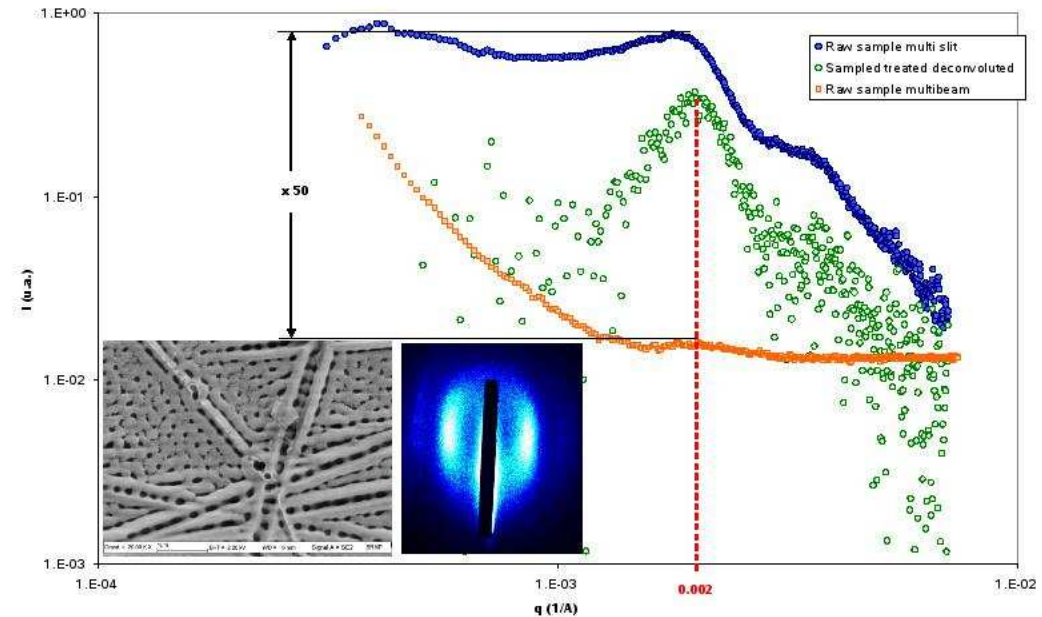 1.E+00
1.E-01
1.E-02
1.E-03
I (u.a.)
x 50
Raw sample multi slit
Sampled treated deconvoluted
Raw sample multibeam
1.E-04
1.E-03
0.002
1.E-02
q (1/A)